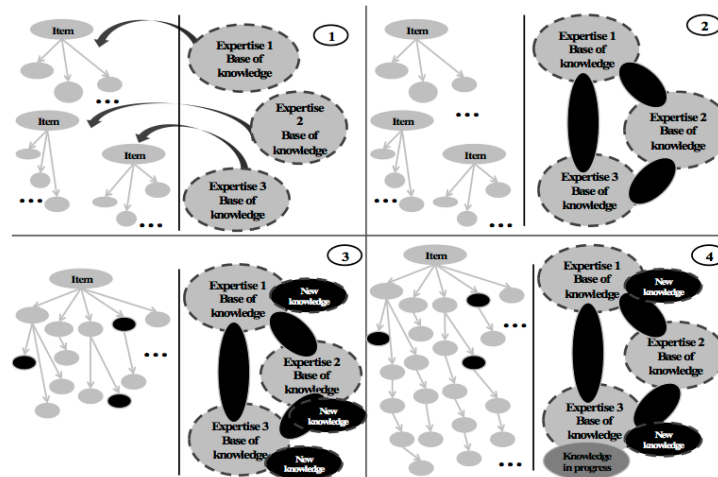 Item
Expertise 1
Base of
knowledge
1
...
Item
Expertise
2
Base of
knowledge
Item
...
Expertise 3
Base of
knowledge
...
Item
Expertise 1
Base of
knowledge
2
...
Item
Expertise 2
Base of
knowledge
Item
...
Expertise 3
Base of
knowledge
...
3
Item
Expertise 1
Base of
knowledge
New
knowledge
...
Expertise 2
Base of
knowledge
New
knowledge
Expertise 3
Base of
knowledge
New
knowledge
4
Item
Expertise 1
Base of
knowledge
New
knowledge
...
Expertise 2
Base of
knowledge
Expertise 3
Base of
knowledge
New
knowledge
Knowledge
in progress
...